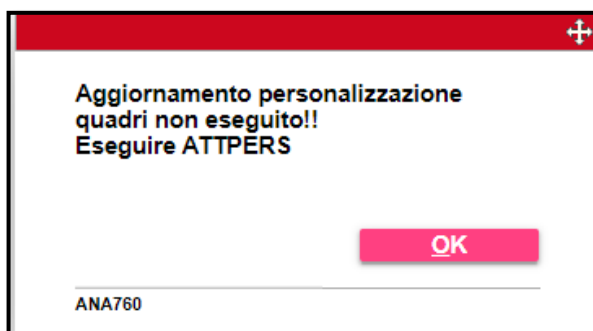 Aggiornamento personalizzazione
quadri non eseguito!!
Eseguire ATTPERS
OK
ANA760